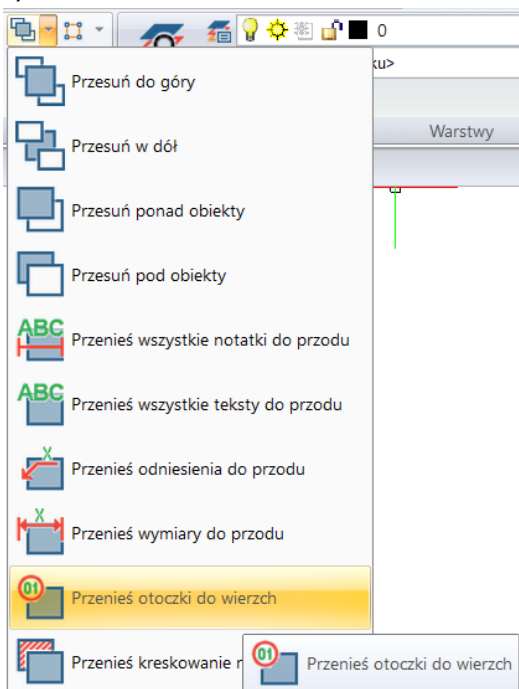 0
Przesuń do góry
ku>
Przesuń w dół
Warstwy
Przesuń ponad obiekty
Przesuń pod obiekty
ABC
Przenieś wszystkie notatki do przodu
ABC
Przenieś wszystkie teksty do przodu
X
Przenieś odniesienia do przodu
X
Przenieś wymiary do przodu
01
Przenieś otoczki do wierzch
Przenieś kreskowanie
01
Przenieś otoczki do wierzch